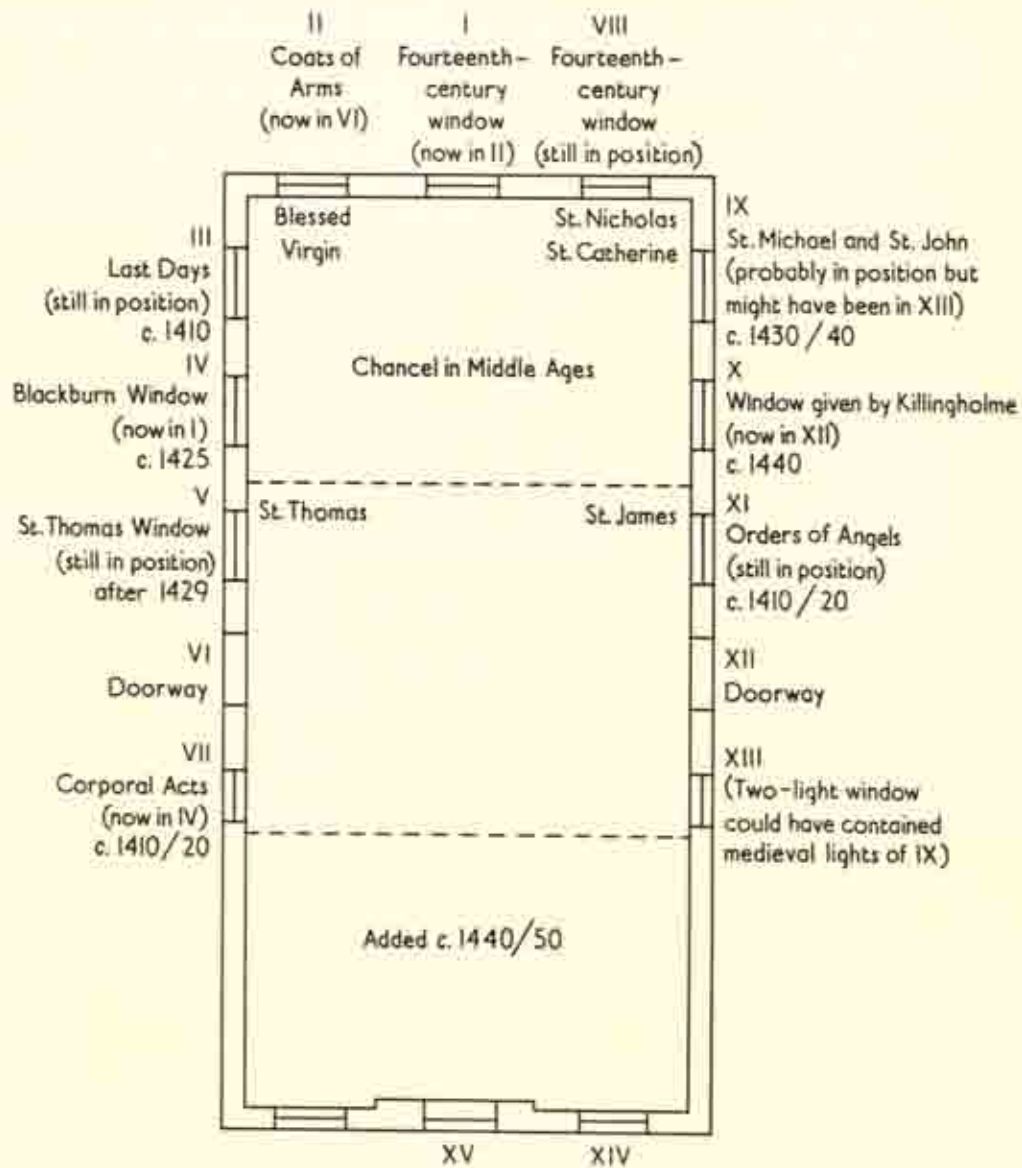 II
Coats of
Arms
(now in VI)
I
Fourteenth-
century
window
(now in II)
VIII
Fourteenth-
century
window
(still in position)
Blessed
Virgin
St. Nicholas
St. Catherine
III
Last Days
(still in position)
c. 1410
IV
Blackburn Window
(now in I)
c. 1425
V
St. Thomas Window
(still in position)
after 1429
VI
Doorway
VII
Corporal Acts
(now in IV)
c. 1410/20
Chancel in Middle Ages
St. Thomas
St. James
Added c. 1440/50
IX
St. Michael and St. John
(probably in position but
might have been in XIII)
c. 1430/40
X
Window given by Killingholme
(now in XII)
c. 1440
XI
Orders of Angels
(still in position)
c. 1410/20
XII
Doorway
XIII
(Two-light window
could have contained
medieval lights of IX)
XV
XIV